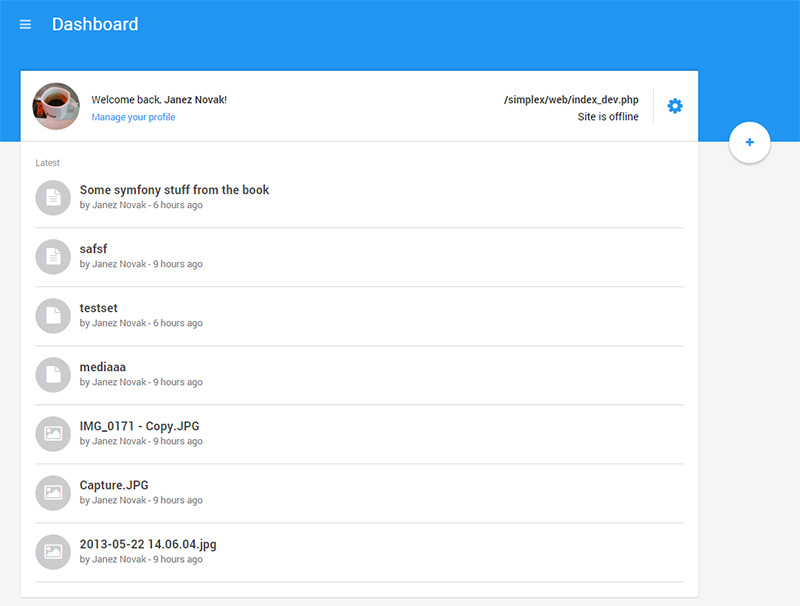 Dashboard
Welcome back, Janez Novak!
Manage your profile
/simplex/web/index_dev.php
Site is offline
Latest
Some symfony stuff from the book
by Janez Novak - 6 hours ago
safsf
by Janez Novak - 9 hours ago
testset
by Janez Novak - 6 hours ago
mediaaa
by Janez Novak - 9 hours ago
IMG_0171 - Copy.JPG
by Janez Novak - 9 hours ago
Capture.JPG
by Janez Novak - 9 hours ago
2013-05-22 14.06.04.jpg
by Janez Novak - 9 hours ago